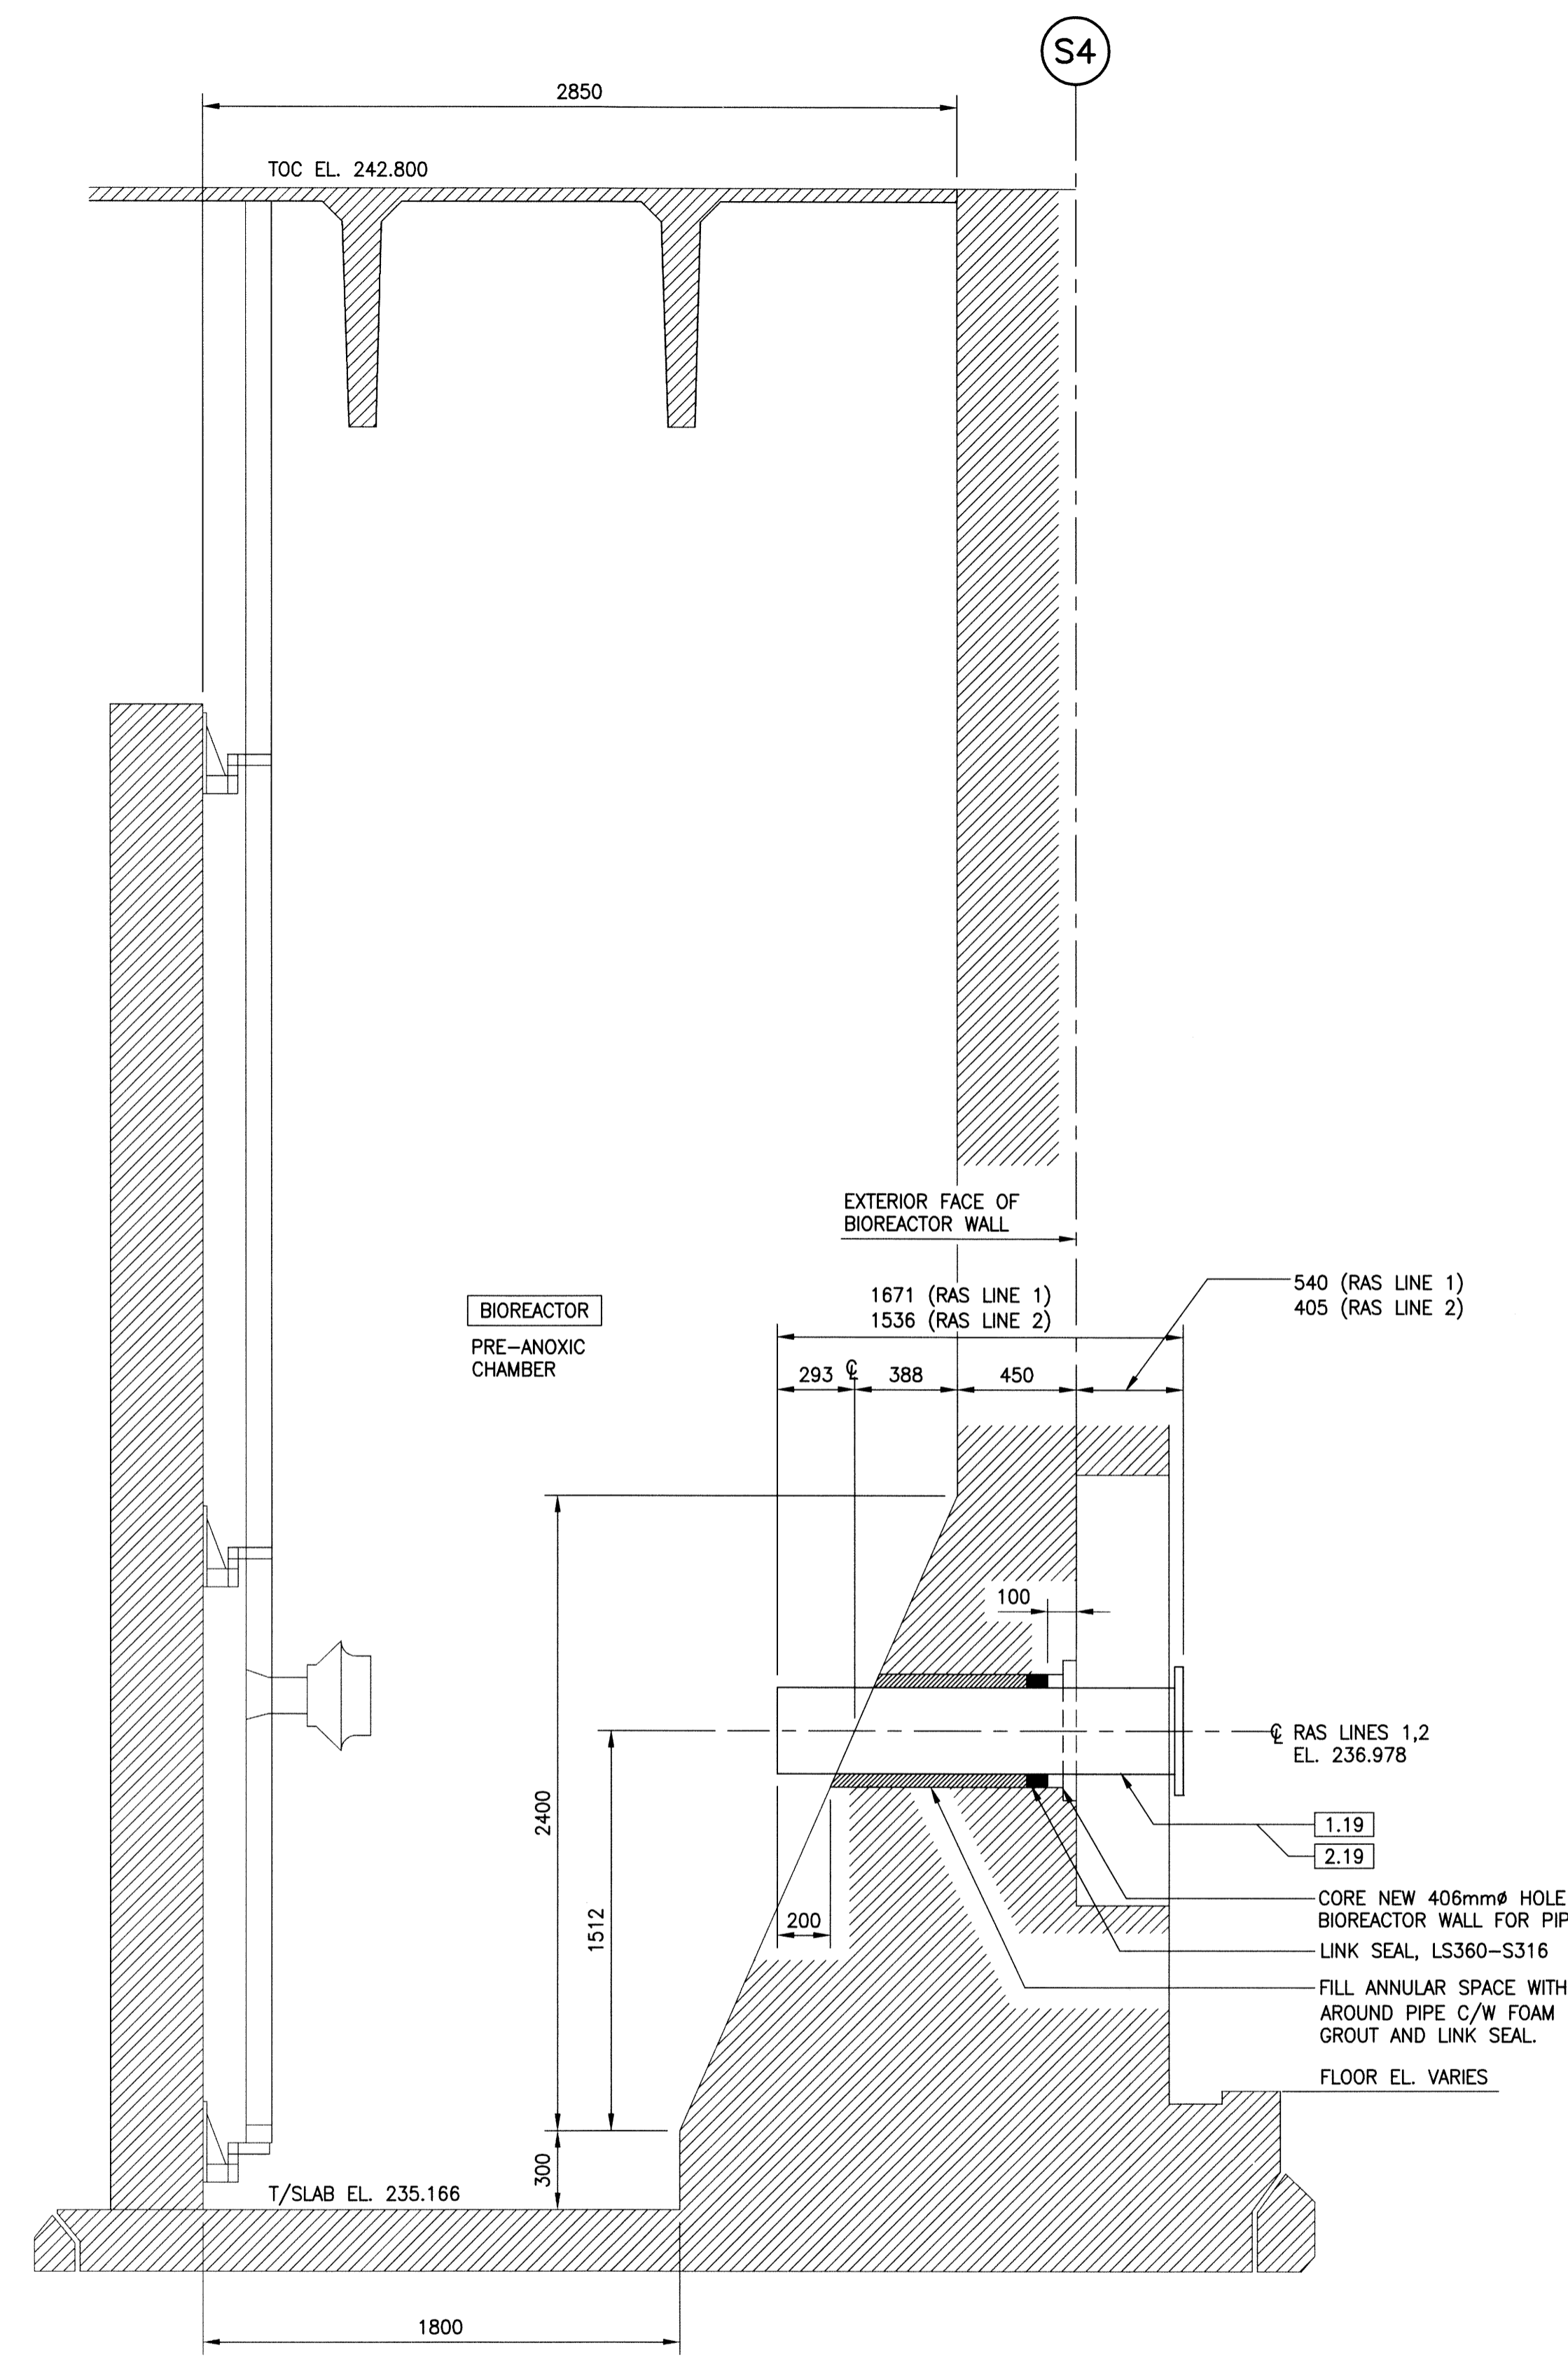 S4
2850
TOC EL. 242.800
EXTERIOR FACE OF
BIOREACTOR WALL
540 (RAS LINE 1)
405 (RAS LINE 2)
1671 (RAS LINE 1)
1536 (RAS LINE 2)
BIOREACTOR
PRE-ANOXIC
CHAMBER
293 ℄ 388 450
100
℄ RAS LINES 1,2
EL. 236.978
2400
1.19
2.19
CORE NEW 406mmø HOLE
BIOREACTOR WALL FOR PIP
1512
200
LINK SEAL, LS360-S316
FILL ANNULAR SPACE WITH
AROUND PIPE C/W FOAM
GROUT AND LINK SEAL.
FLOOR EL. VARIES
300
T/SLAB EL. 235.166
1800